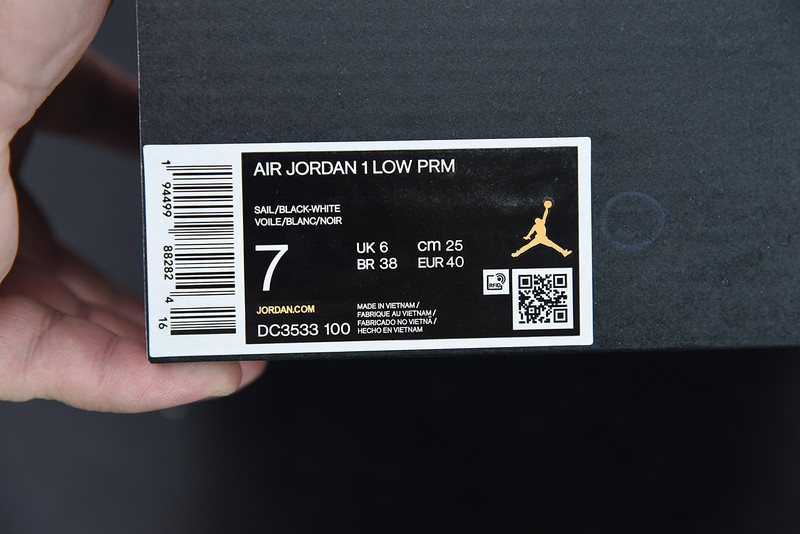 AIR JORDAN 1 LOW PRM
SAIL/BLACK-WHITE
VOILE/BLANC/NOIR
7
UK 6 cm 25
BR 38 EUR 40
JORDAN.COM
DC3533 100
MADE IN VIETNAM /
FABRIQUE AU VIETNAM /
FABRICADO NO VIETNÃ /
HECHO EN VIETNAM
RFID
1 94499 88282 4 16